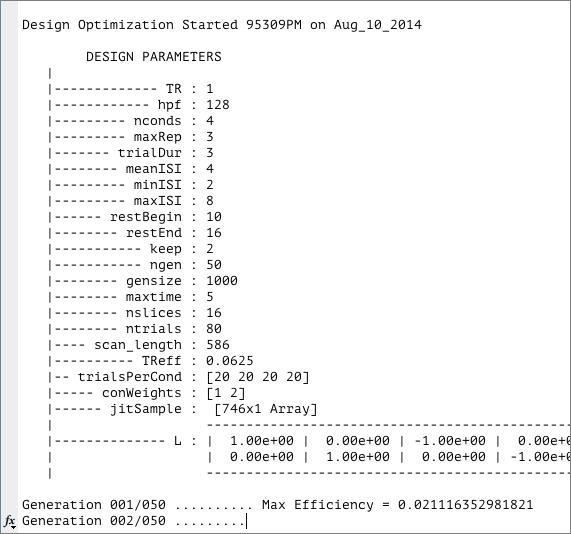 Design Optimization Started 95309PM on Aug_10_2014
DESIGN PARAMETERS
|
|------------- TR : 1
|------------ hpf : 128
|--------- nconds : 4
|--------- maxRep : 3
|------- trialDur : 3
|-------- meanISI : 4
|--------- minISI : 2
|--------- maxISI : 8
|------ restBegin : 10
|-------- restEnd : 16
|----------- keep : 2
|----------- ngen : 50
|-------- gensize : 1000
|-------- maxtime : 5
|-------- nslices : 16
|-------- ntrials : 80
|---- scan_length : 586
|---------- TReff : 0.0625
|-- trialsPerCond : [20 20 20 20]
|----- conWeights : [1 2]
|------ jitSample :  [746x1 Array]
|                   ----------------------------------------------
|-------------- L : |  1.00e+00 |  0.00e+00 | -1.00e+00 |  0.00e+0
|                   |  0.00e+00 |  1.00e+00 |  0.00e+00 | -1.00e+0
|                   ----------------------------------------------
Generation 001/050 .......... Max Efficiency = 0.021116352981821
fx Generation 002/050 .........